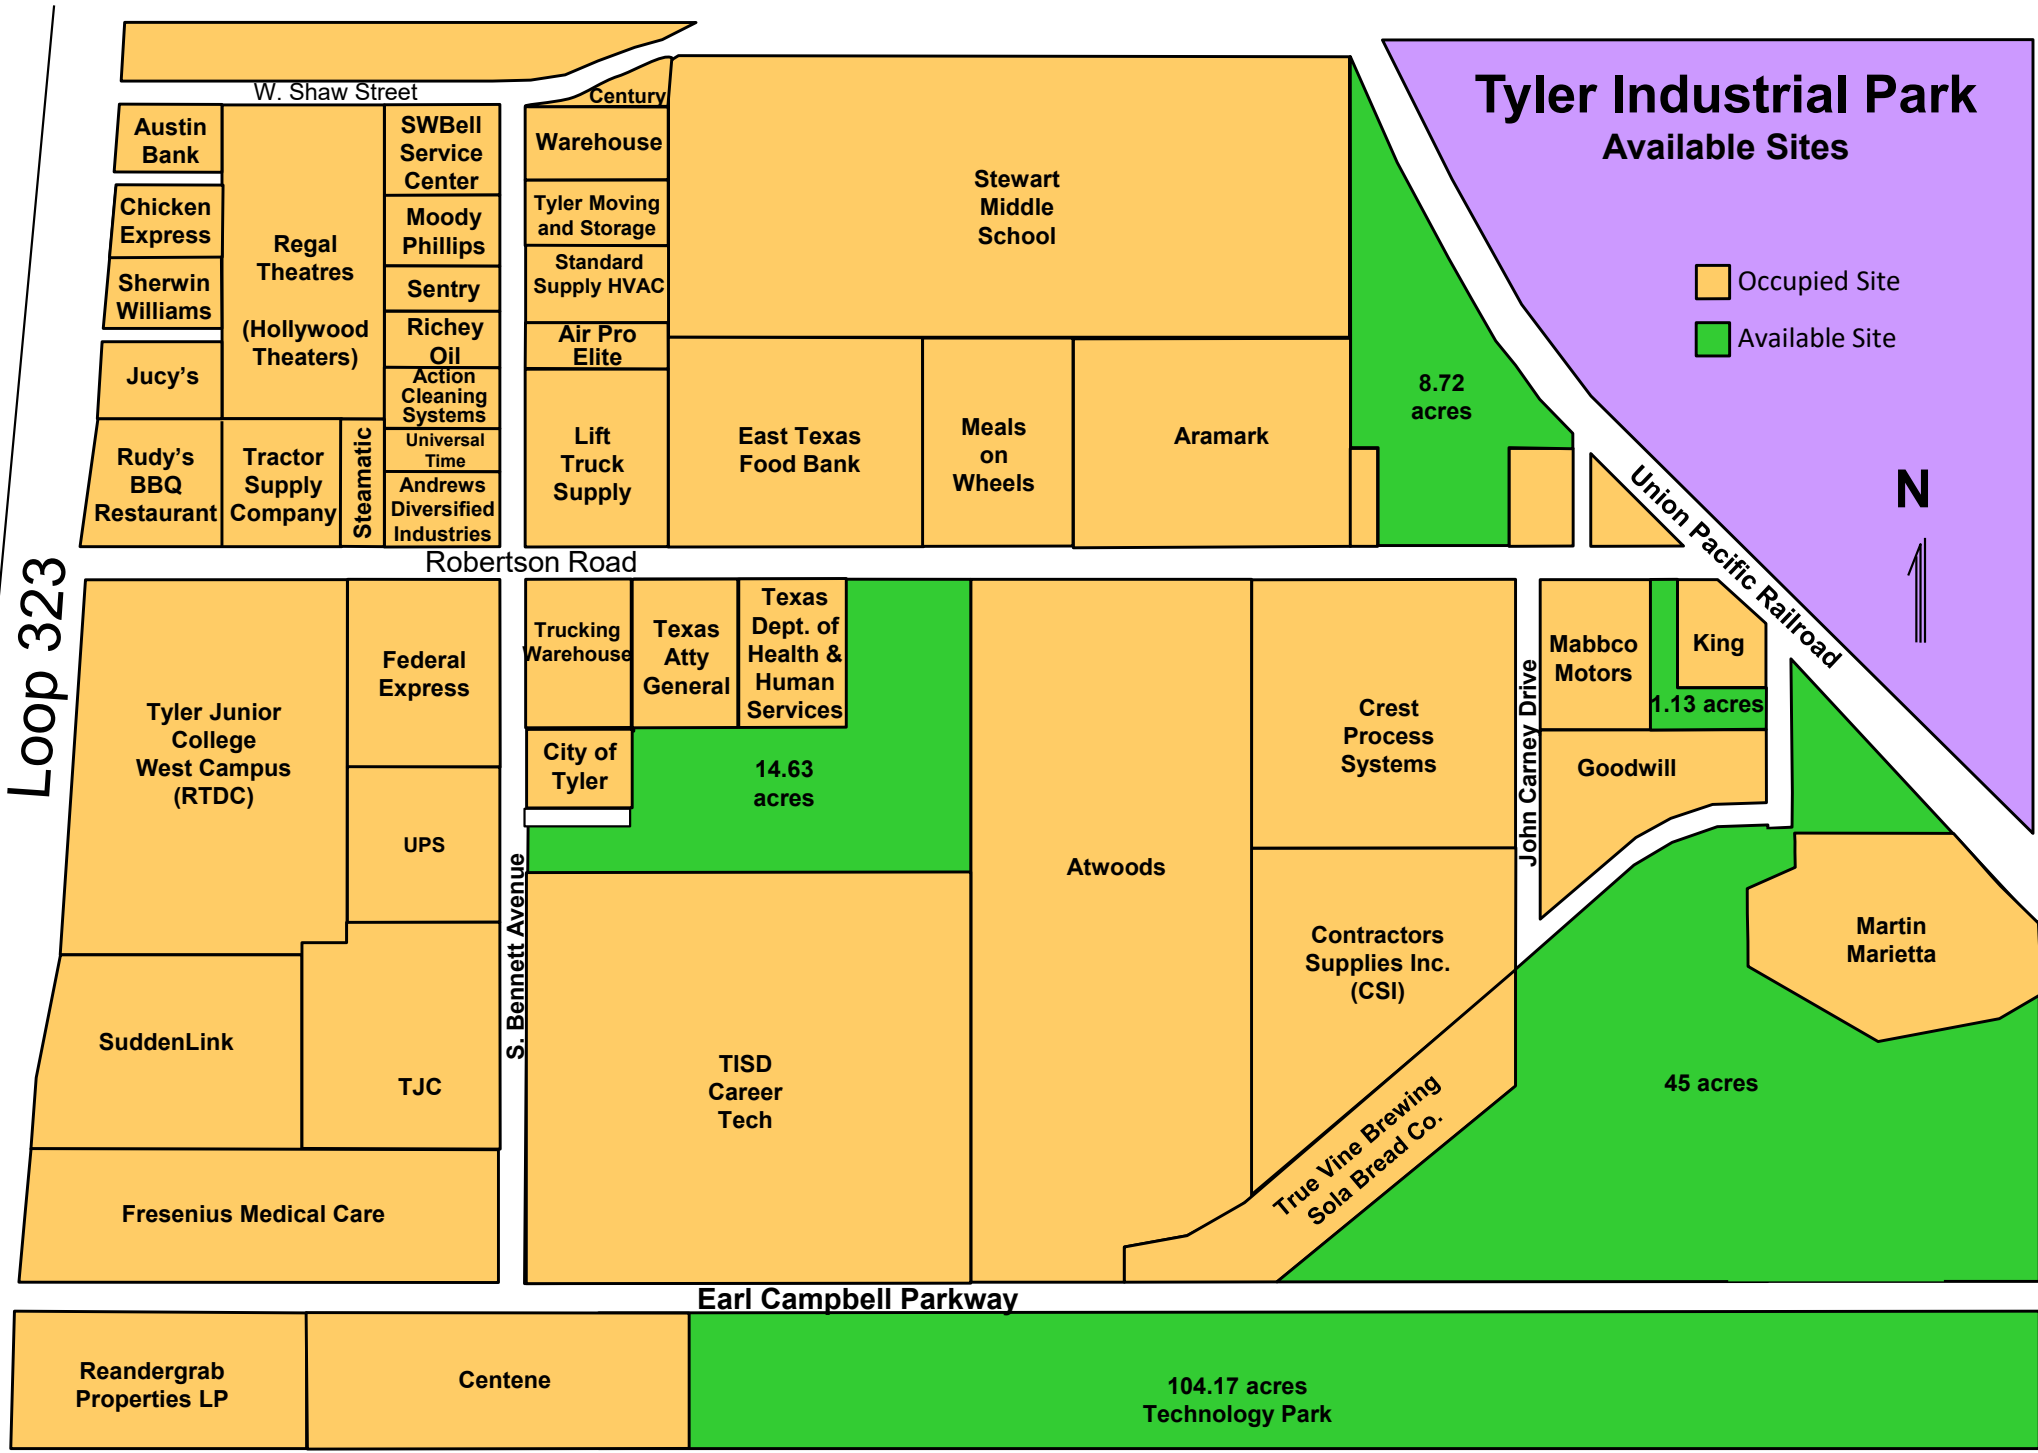 Tyler Industrial Park
Available Sites
Occupied Site
Available Site
N
Union Pacific Railroad
Loop 323
W. Shaw Street
Austin
Bank
Chicken
Express
Sherwin
Williams
Jucy's
Rudy's
BBQ
Restaurant
Regal
Theatres
(Hollywood
Theaters)
Tractor
Supply
Company
Steamatic
SWBell
Service
Center
Moody
Phillips
Sentry
Richey
Oil
Action
Cleaning
Systems
Universal
Time
Andrews
Diversified
Industries
Century
Warehouse
Tyler Moving
and Storage
Standard
Supply HVAC
Air Pro
Elite
Lift
Truck
Supply
Stewart
Middle
School
East Texas
Food Bank
Meals
on
Wheels
Aramark
8.72
acres
Robertson Road
Tyler Junior
College
West Campus
(RTDC)
Federal
Express
UPS
SuddenLink
TJC
Fresenius Medical Care
S. Bennett Avenue
Trucking
Warehouse
Texas
Atty
General
Texas
Dept. of
Health &
Human
Services
City of
Tyler
14.63
acres
TISD
Career
Tech
Atwoods
Crest
Process
Systems
Contractors
Supplies Inc.
(CSI)
True Vine Brewing
Sola Bread Co.
John Carney Drive
Mabbco
Motors
King
1.13 acres
Goodwill
Martin
Marietta
45 acres
Earl Campbell Parkway
Reandergrab
Properties LP
Centene
104.17 acres
Technology Park